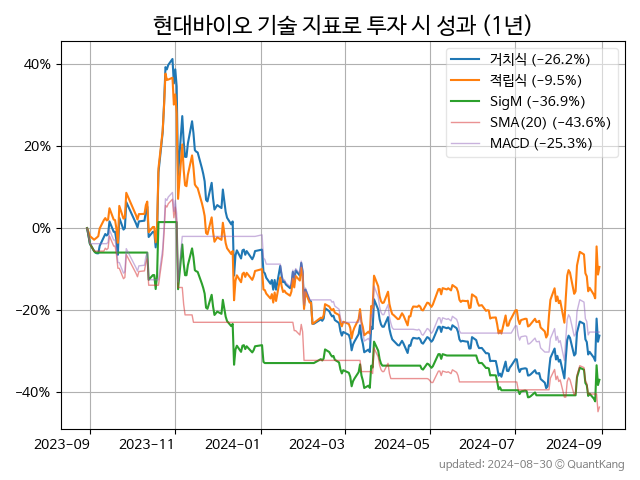 현대바이오 기술 지표로 투자 시 성과 (1년)
거치식 (−26.2%)
적립식 (−9.5%)
SigM (−36.9%)
SMA(20) (−43.6%)
MACD (−25.3%)
40%
20%
0%
−20%
−40%
2023−09 2023−11 2024−01 2024−03 2024−05 2024−07 2024−09
updated: 2024-08-30 © QuantKang